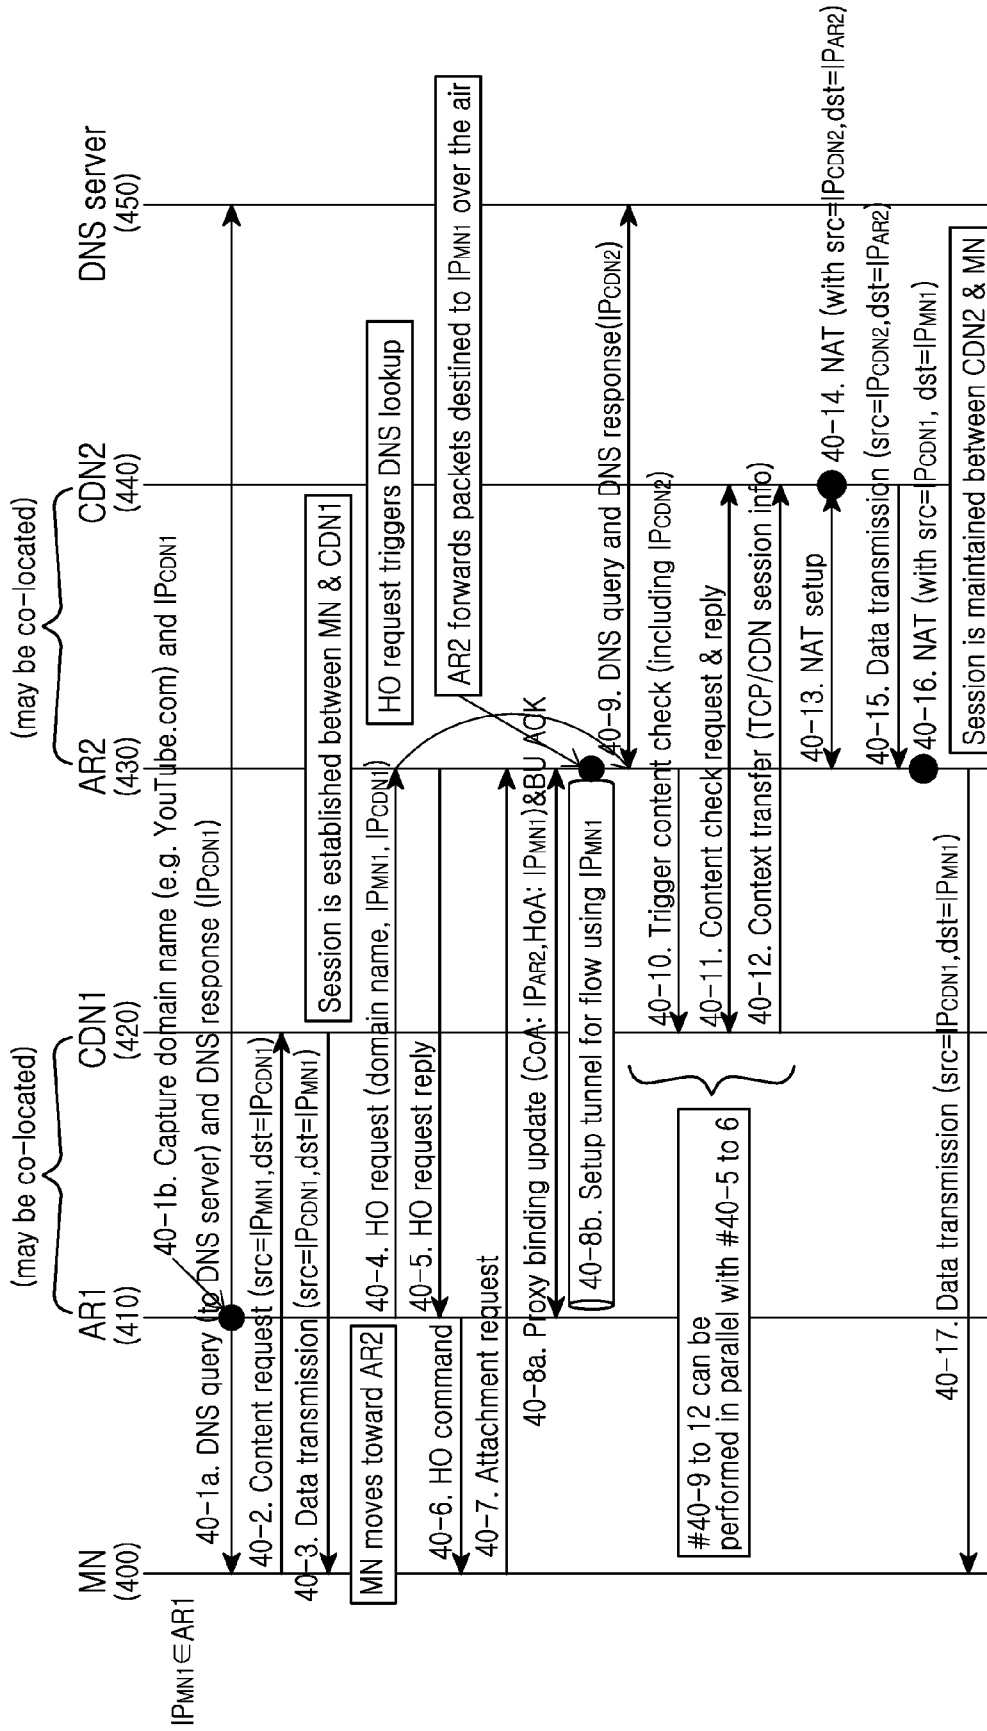 (may be co-located)
(may be co-located)
MN
(400)
AR1
(410)
CDN1
(420)
AR2
(430)
CDN2
(440)
DNS server
(450)
IPMN1∈AR1
40-1b. Capture domain name (e.g. YouTube.com) and IPCDN1
40-1a. DNS query (to DNS server) and DNS response (IPCDN1)
40-2. Content request (src=IPMN1,dst=IPCDN1)
40-3. Data transmission (src=IPCDN1,dst=IPMN1)
Session is established between MN & CDN1
MN moves toward AR2
40-4. HO request (domain name, IPMN1, IPCDN1)
HO request triggers DNS lookup
40-5. HO request reply
40-6. HO command
AR2 forwards packets destined to IPMN1 over the air
40-7. Attachment request
40-8a. Proxy binding update (CoA: IPAR2,HoA: IPMN1)&BU ACK
40-8b. Setup tunnel for flow using IPMN1
40-9. DNS query and DNS response(IPCDN2)
40-10. Trigger content check (including IPCDN2)
40-11. Content check request & reply
40-12. Context transfer (TCP/CDN session info)
#40-9 to 12 can be
performed in parallel with #40-5 to 6
40-13. NAT setup
40-14. NAT (with src=IPCDN2,dst=IPAR2)
40-15. Data transmission (src=IPCDN2,dst=IPAR2)
40-16. NAT (with src=IPCDN1, dst=IPMN1)
40-17. Data transmission (src=IPCDN1,dst=IPMN1)
Session is maintained between CDN2 & MN